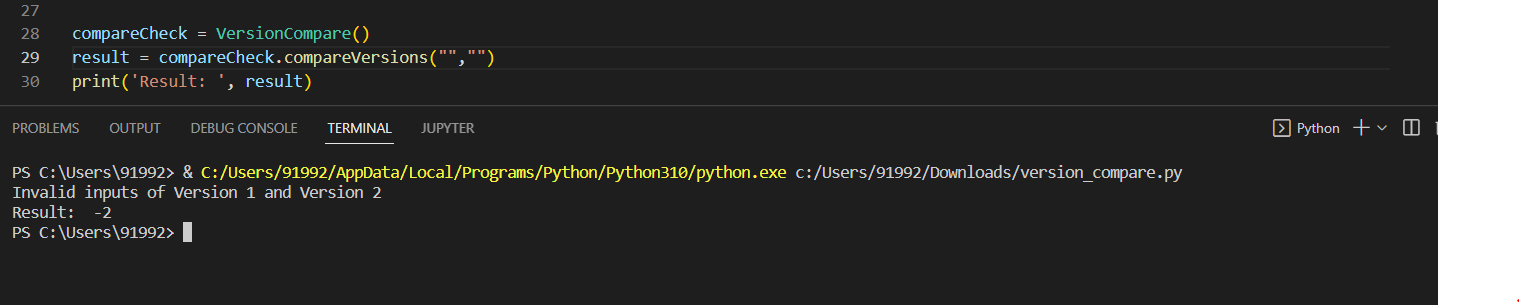 27
28 compareCheck = VersionCompare()
29 result = compareCheck.compareVersions("","")
30 print('Result: ', result)
PROBLEMS OUTPUT DEBUG CONSOLE TERMINAL JUPYTER Python
PS C:\Users\91992> & C:/Users/91992/AppData/Local/Programs/Python/Python310/python.exe c:/Users/91992/Downloads/version_compare.py
Invalid inputs of Version 1 and Version 2
Result:  -2
PS C:\Users\91992>